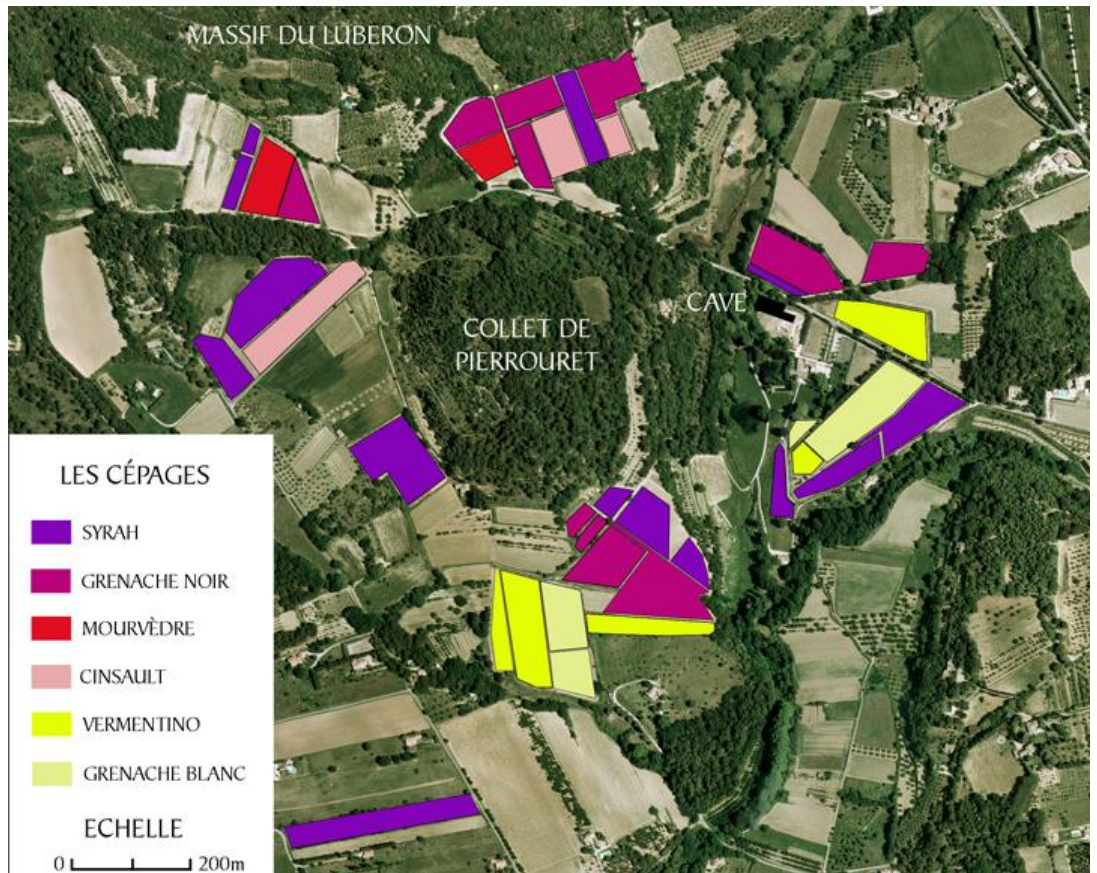 MASSIF DU LUBERON
CAVE
COLLET DE
PIERROURET
LES CÉPAGES
SYRAH
GRENACHE NOIR
MOURVÈDRE
CINSAULT
VERMENTINO
GRENACHE BLANC
ECHELLE
0 200m